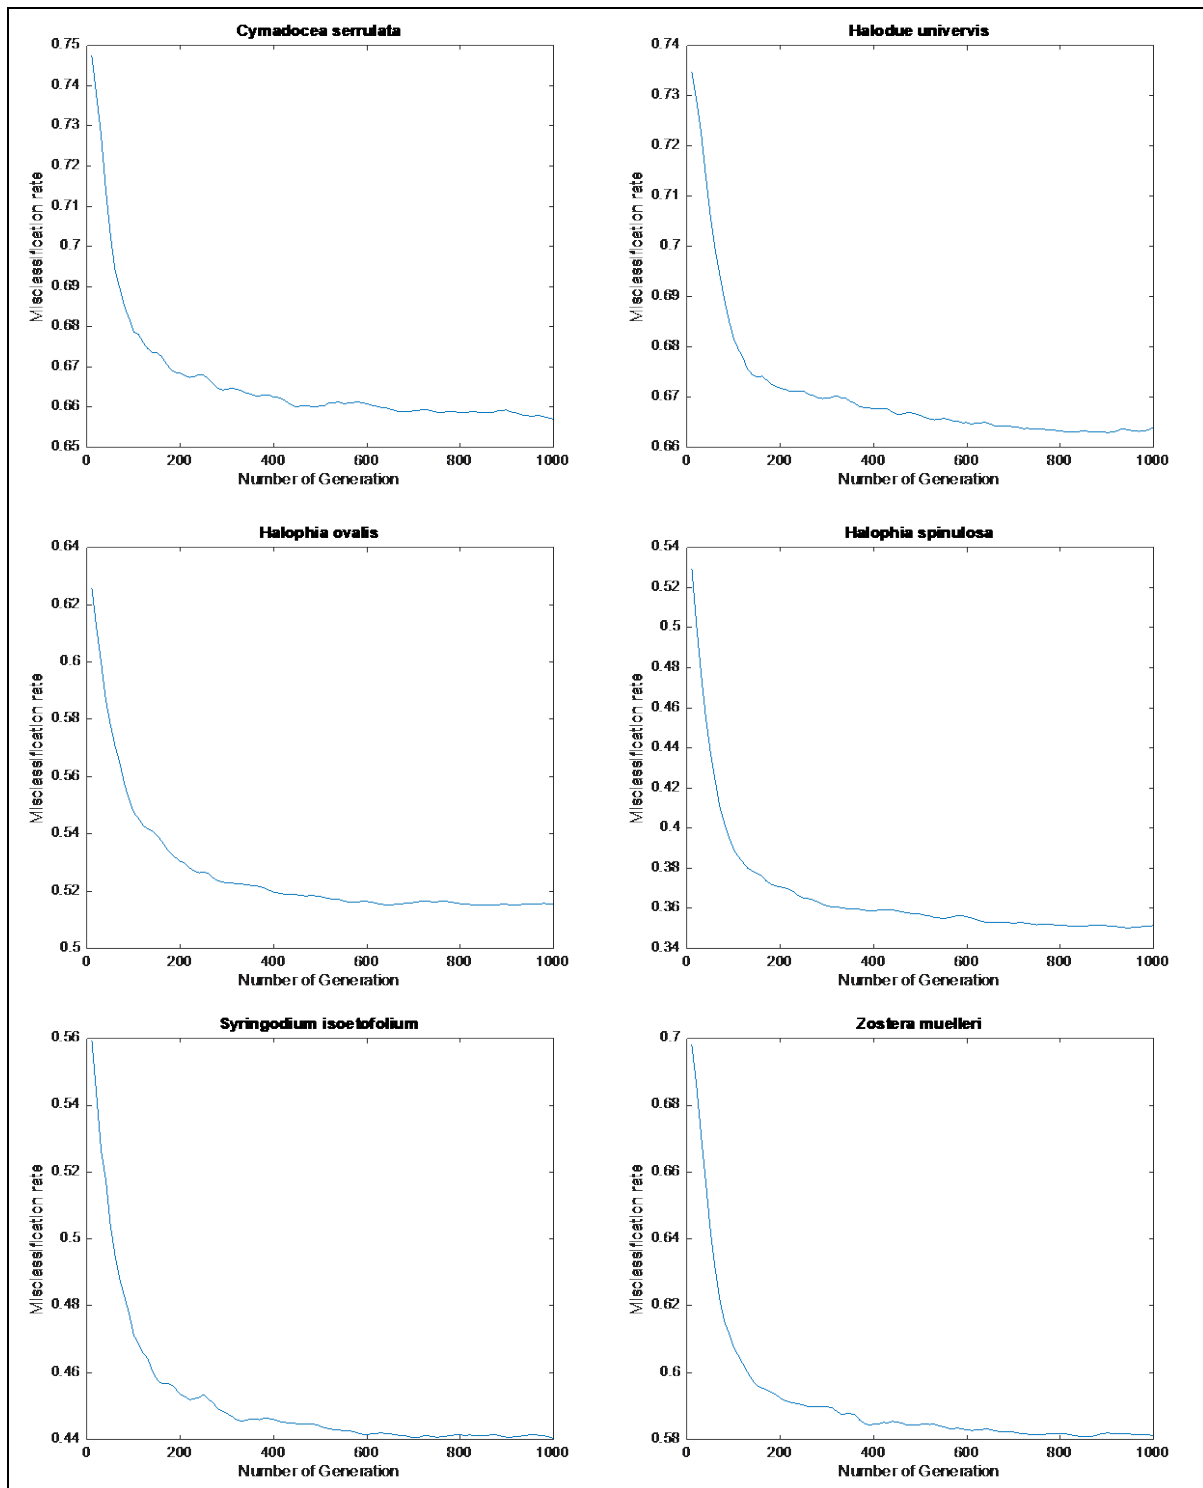 Cymadocea serrulata
0.75
0.74
0.73
0.72
0.71
0.7
0.69
0.68
0.67
0.66
0.65
Misclassification rate
0 200 400 600 800 1000
Number of Generation
Halodue univervis
0.74
0.73
0.72
0.71
0.7
0.69
0.68
0.67
0.66
Misclassification rate
0 200 400 600 800 1000
Number of Generation
Halophia ovalis
0.64
0.62
0.6
0.58
0.56
0.54
0.52
0.5
Misclassification rate
0 200 400 600 800 1000
Number of Generation
Halophia spinulosa
0.54
0.52
0.5
0.48
0.46
0.44
0.42
0.4
0.38
0.36
0.34
Misclassification rate
0 200 400 600 800 1000
Number of Generation
Syringodium isoetofolium
0.56
0.54
0.52
0.5
0.48
0.46
0.44
Misclassification rate
0 200 400 600 800 1000
Number of Generation
Zostera muelleri
0.7
0.68
0.66
0.64
0.62
0.6
0.58
Misclassification rate
0 200 400 600 800 1000
Number of Generation